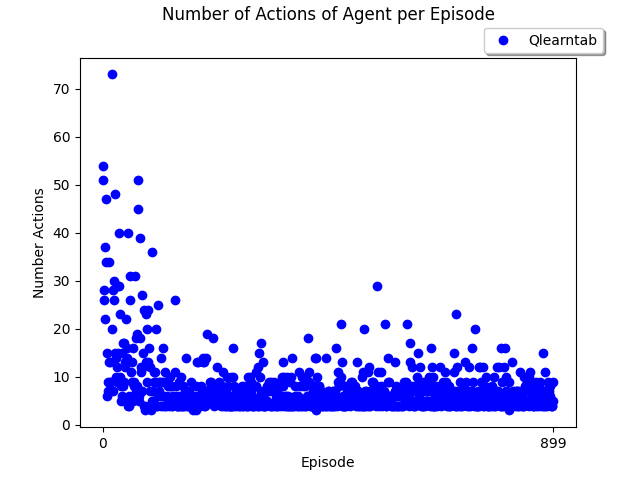 Number of Actions of Agent per Episode
Qlearntab
70
60
50
40
30
20
10
0
Number Actions
0 899
Episode